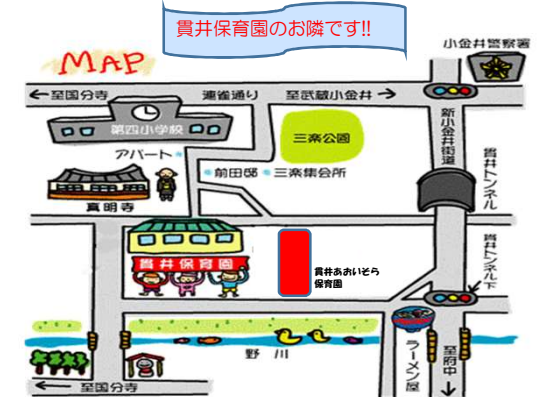 貫井保育園のお隣です!!
MAP
小金井警察署
←至国分寺
連雀通り
至武蔵小金井→
第四小学校
三楽公園
新小金井街道
アパート
前田邸
三楽集会所
貫井トンネル
真明寺
貫井保育園
貫井あおいそら
保育園
貫井トンネル下
野川
ラーメン屋
至府中
←至国分寺